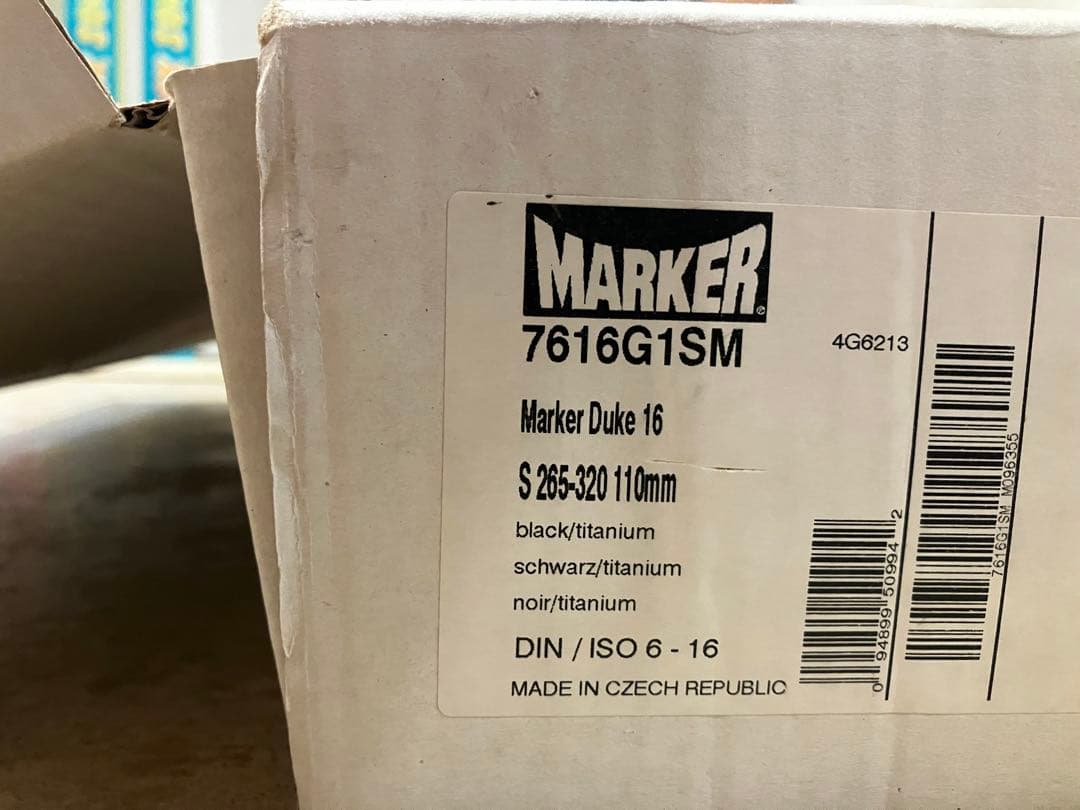 MARKER®
7616G1SM
4G6213
Marker Duke 16
S 265-320 110mm
black/titanium
schwarz/titanium
noir/titanium
DIN / ISO 6 - 16
MADE IN CZECH REPUBLIC
0 94899 50994 2
7616G1SM M096355